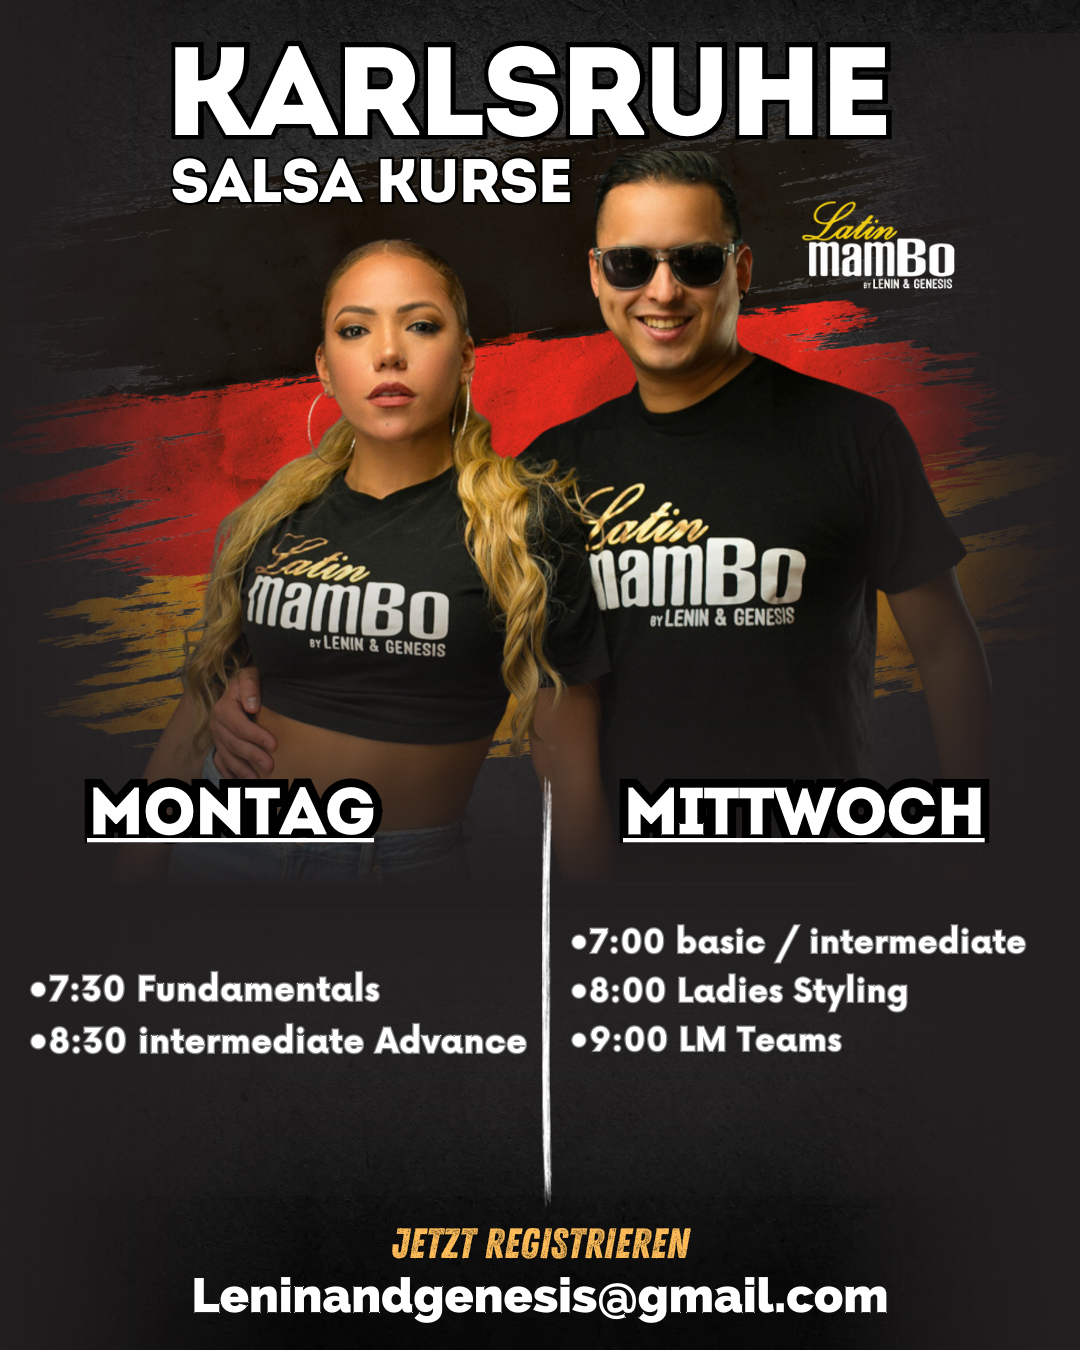 KARLSRUHE
SALSA KURSE
Latin
mamBo
BY LENIN & GENESIS
Latin
mamBo
BY LENIN & GENESIS
Latin
mamBo
BY LENIN & GENESIS
MONTAG
•7:30 Fundamentals
•8:30 intermediate Advance
MITTWOCH
•7:00 basic / intermediate
•8:00 Ladies Styling
•9:00 LM Teams
JETZT REGISTRIEREN
Leninandgenesis@gmail.com